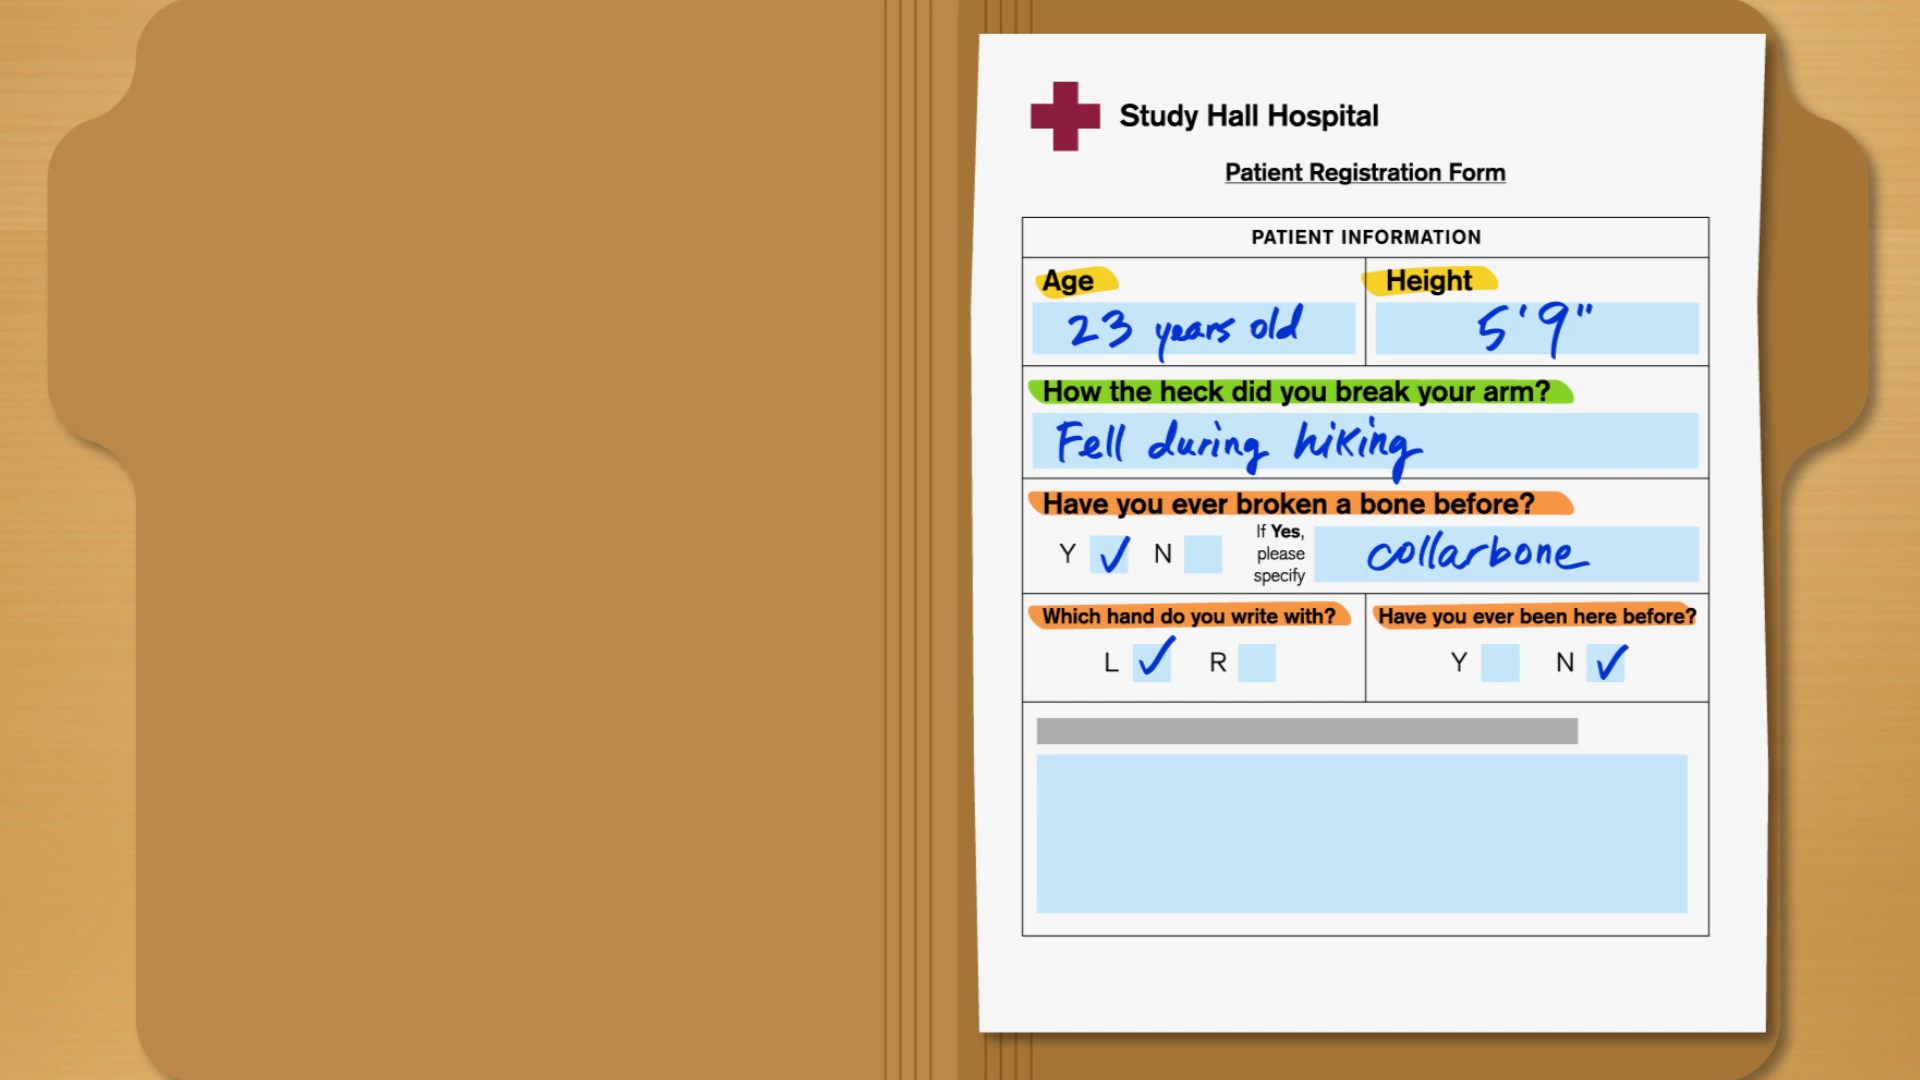 Study Hall Hospital
Patient Registration Form
PATIENT INFORMATION
Age Height
23 years old 5'9"
How the heck did you break your arm?
Fell during hiking
Have you ever broken a bone before?
Y ✓ N If Yes, please specify collarbone
Which hand do you write with? Have you ever been here before?
L ✓ R Y N ✓